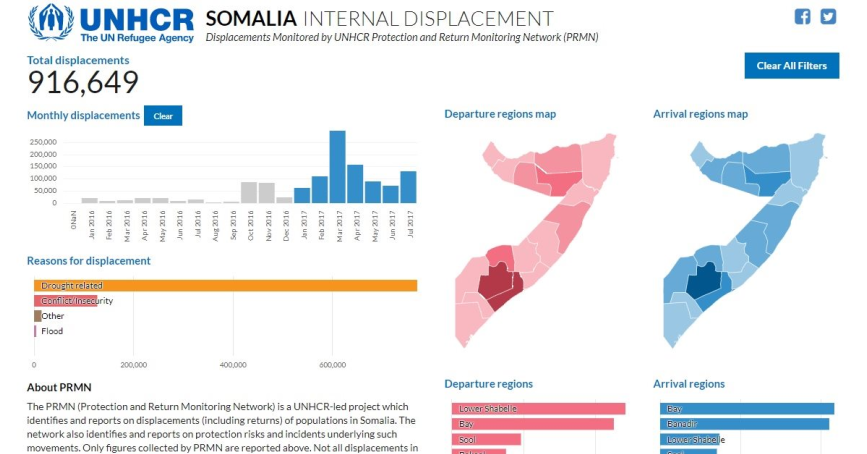 UNHCR
The UN Refugee Agency
SOMALIA INTERNAL DISPLACEMENT
Displacements Monitored by UNHCR Protection and Return Monitoring Network (PRMN)
Total displacements
916,649
Clear All Filters
Monthly displacements
Clear
250,000
200,000
150,000
100,000
50,000
0
0NaN
Jan 2016
Feb 2016
Mar 2016
Apr 2016
May 2016
Jun 2016
Jul 2016
Aug 2016
Sep 2016
Oct 2016
Nov 2016
Dec 2016
Jan 2017
Feb 2017
Mar 2017
Apr 2017
May 2017
Jun 2017
Jul 2017
Departure regions map
Arrival regions map
Reasons for displacement
Drought related
Conflict/Insecurity
Other
Flood
0
200,000
400,000
600,000
About PRMN
The PRMN (Protection and Return Monitoring Network) is a UNHCR-led project which
identifies and reports on displacements (including returns) of populations in Somalia. The
network also identifies and reports on protection risks and incidents underlying such
movements. Only figures collected by PRMN are reported above. Not all displacements in
Departure regions
Lower Shabelle
Bay
Sool
Arrival regions
Bay
Banadir
Lower Shabelle